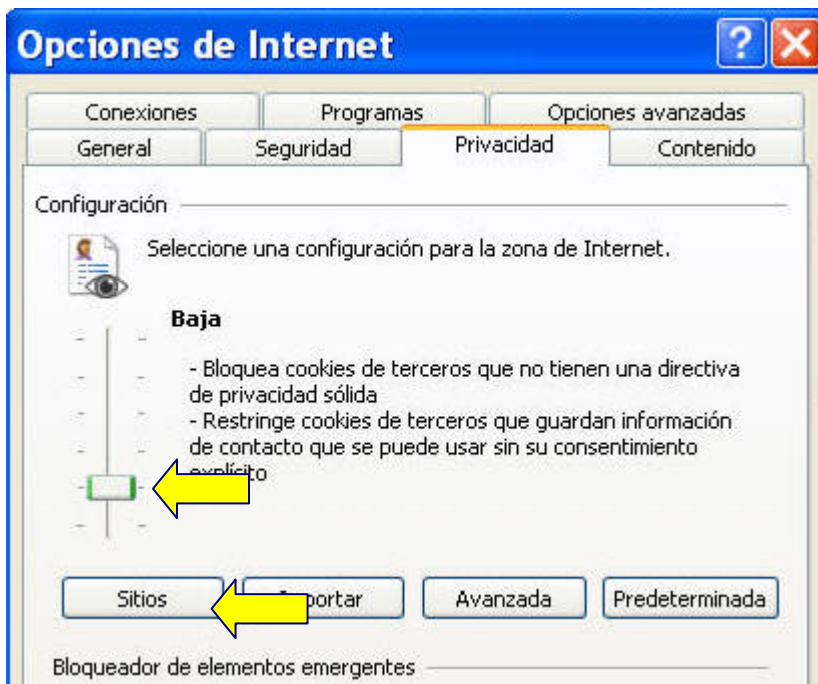 Opciones de Internet
?
Conexiones Programas Opciones avanzadas
General Seguridad Privacidad Contenido
Configuración
Seleccione una configuración para la zona de Internet.
Baja
- Bloquea cookies de terceros que no tienen una directiva
de privacidad sólida
- Restringe cookies de terceros que guardan información
de contacto que se puede usar sin su consentimiento
explícito
Sitios Importar Avanzada Predeterminada
Bloqueador de elementos emergentes